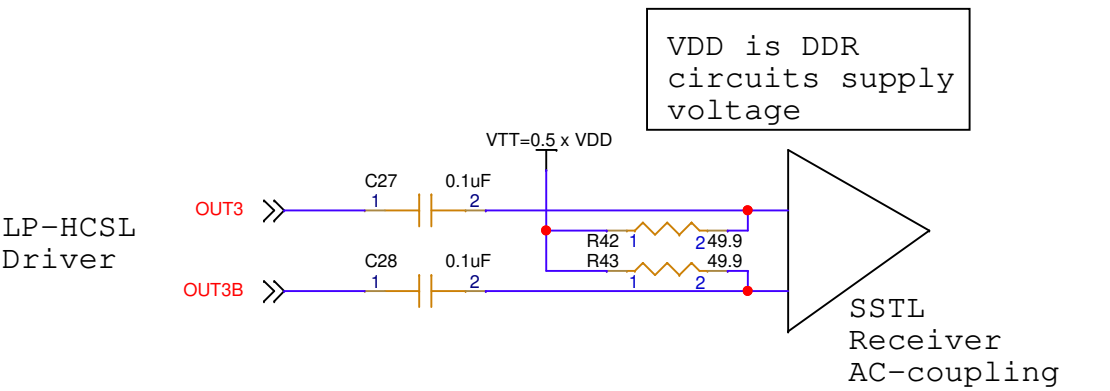 VDD is DDR
circuits supply
voltage
VTT=0.5 x VDD
C27 0.1uF
1 2
OUT3
LP-HCSL
Driver
R42 1 2 49.9
R43 49.9
1 2
C28 0.1uF
1 2
OUT3B
SSTL
Receiver
AC-coupling